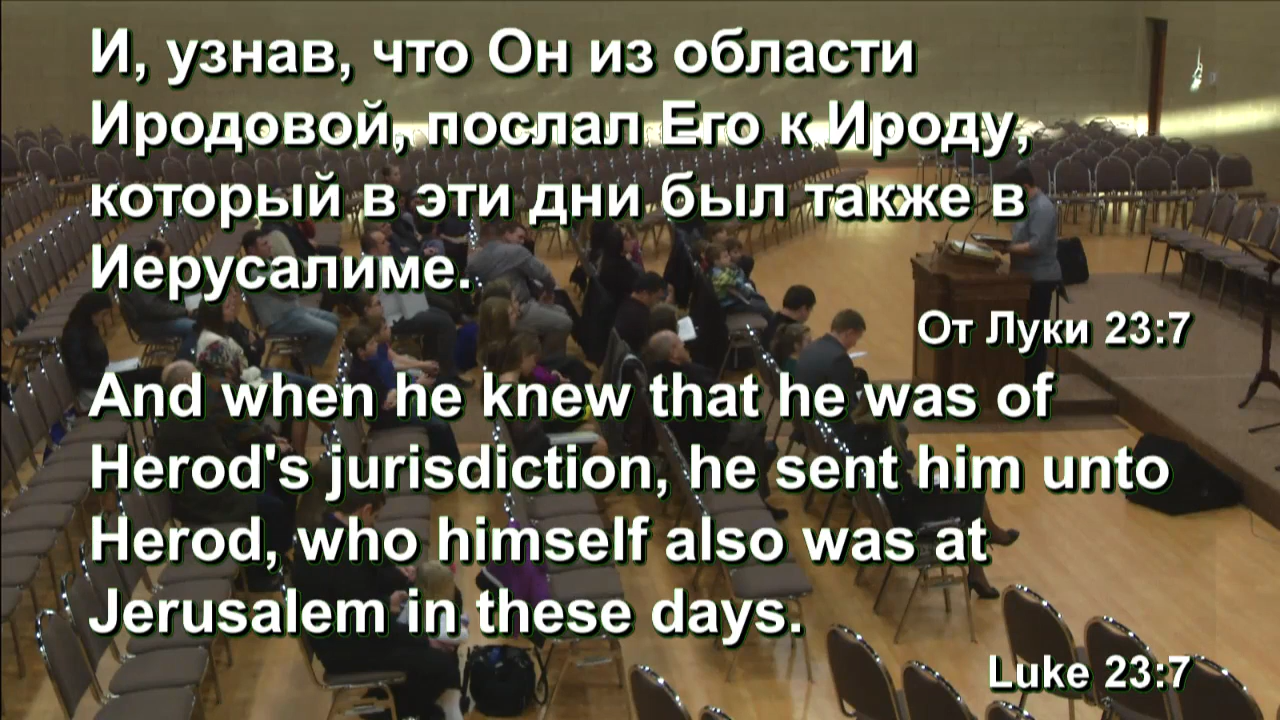 И, узнав, что Он из области
Иродовой, послал Его к Ироду,
который в эти дни был также в
Иерусалиме.
От Луки 23:7
And when he knew that he was of
Herod's jurisdiction, he sent him unto
Herod, who himself also was at
Jerusalem in these days.
Luke 23:7